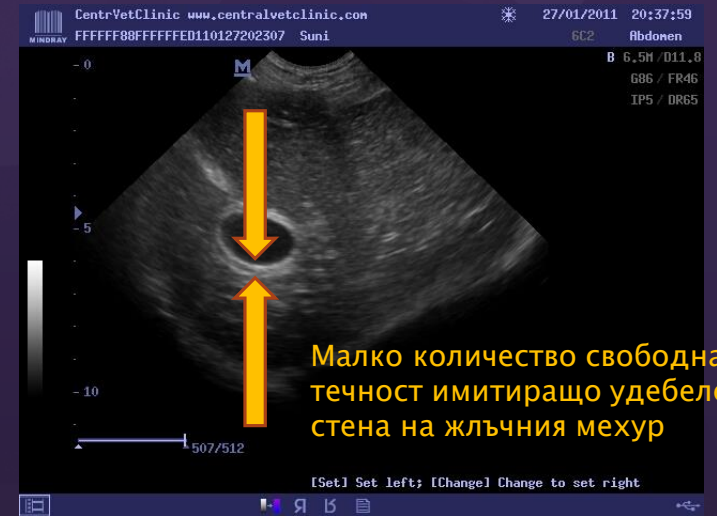 CentrVetClinic www.centralvetclinic.com 27/01/2011 20:37:59
MINDRAY FFFFFF88FFFFFFED110127202307 Suni 6C2 Abdomen
B 6.5M/D11.8
G86 / FR46
IP5 / DR65
M
0
5
10
Малко количество свободна
течност имитиращо удебел
стена на жлъчния мехур
507/512
[Set] Set left; [Change] Change to set right